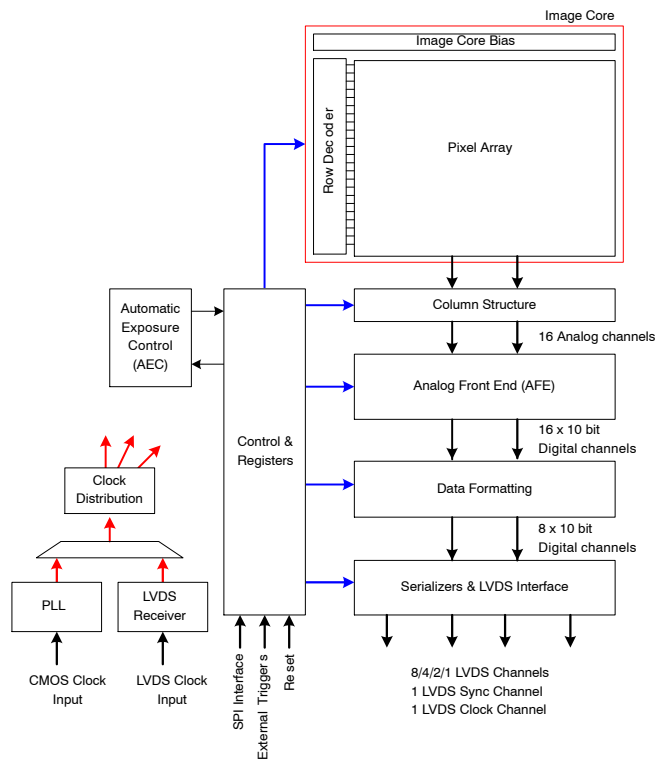 Image Core
Image Core Bias
Row Decoder
Pixel Array
Column Structure
16 Analog channels
Automatic
Exposure
Control
(AEC)
Analog Front End (AFE)
16 x 10 bit
Digital channels
Control &
Registers
Clock
Distribution
Data Formatting
8 x 10 bit
Digital channels
PLL
LVDS
Receiver
Serializers & LVDS Interface
CMOS Clock
Input
LVDS Clock
Input
SPI Interface
External Triggers
Reset
8/4/2/1 LVDS Channels
1 LVDS Sync Channel
1 LVDS Clock Channel